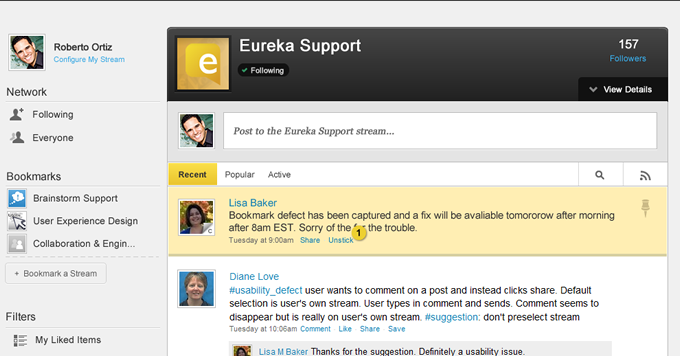 Roberto Ortiz
Configure My Stream
Network
Following
Everyone
Bookmarks
Brainstorm Support
User Experience Design
Collaboration & Engin...
+ Bookmark a Stream
Filters
My Liked Items
e
Eureka Support
✓ Following
157
Followers
View Details
Post to the Eureka Support stream...
Recent Popular Active
Lisa Baker
Bookmark defect has been captured and a fix will be avaliable tomororow after morning
after 8am EST. Sorry of the the trouble.
1
Tuesday at 9:00am Share Unstick
Diane Love
#usability_defect user wants to comment on a post and instead clicks share. Default
selection is user's own stream. User types in comment and sends. Comment seems to
disappear but is really on user's own stream. #suggestion: don't preselect stream
Tuesday at 10:06am Comment Like Share Save
Lisa M Baker Thanks for the suggestion. Definitely a usability issue.